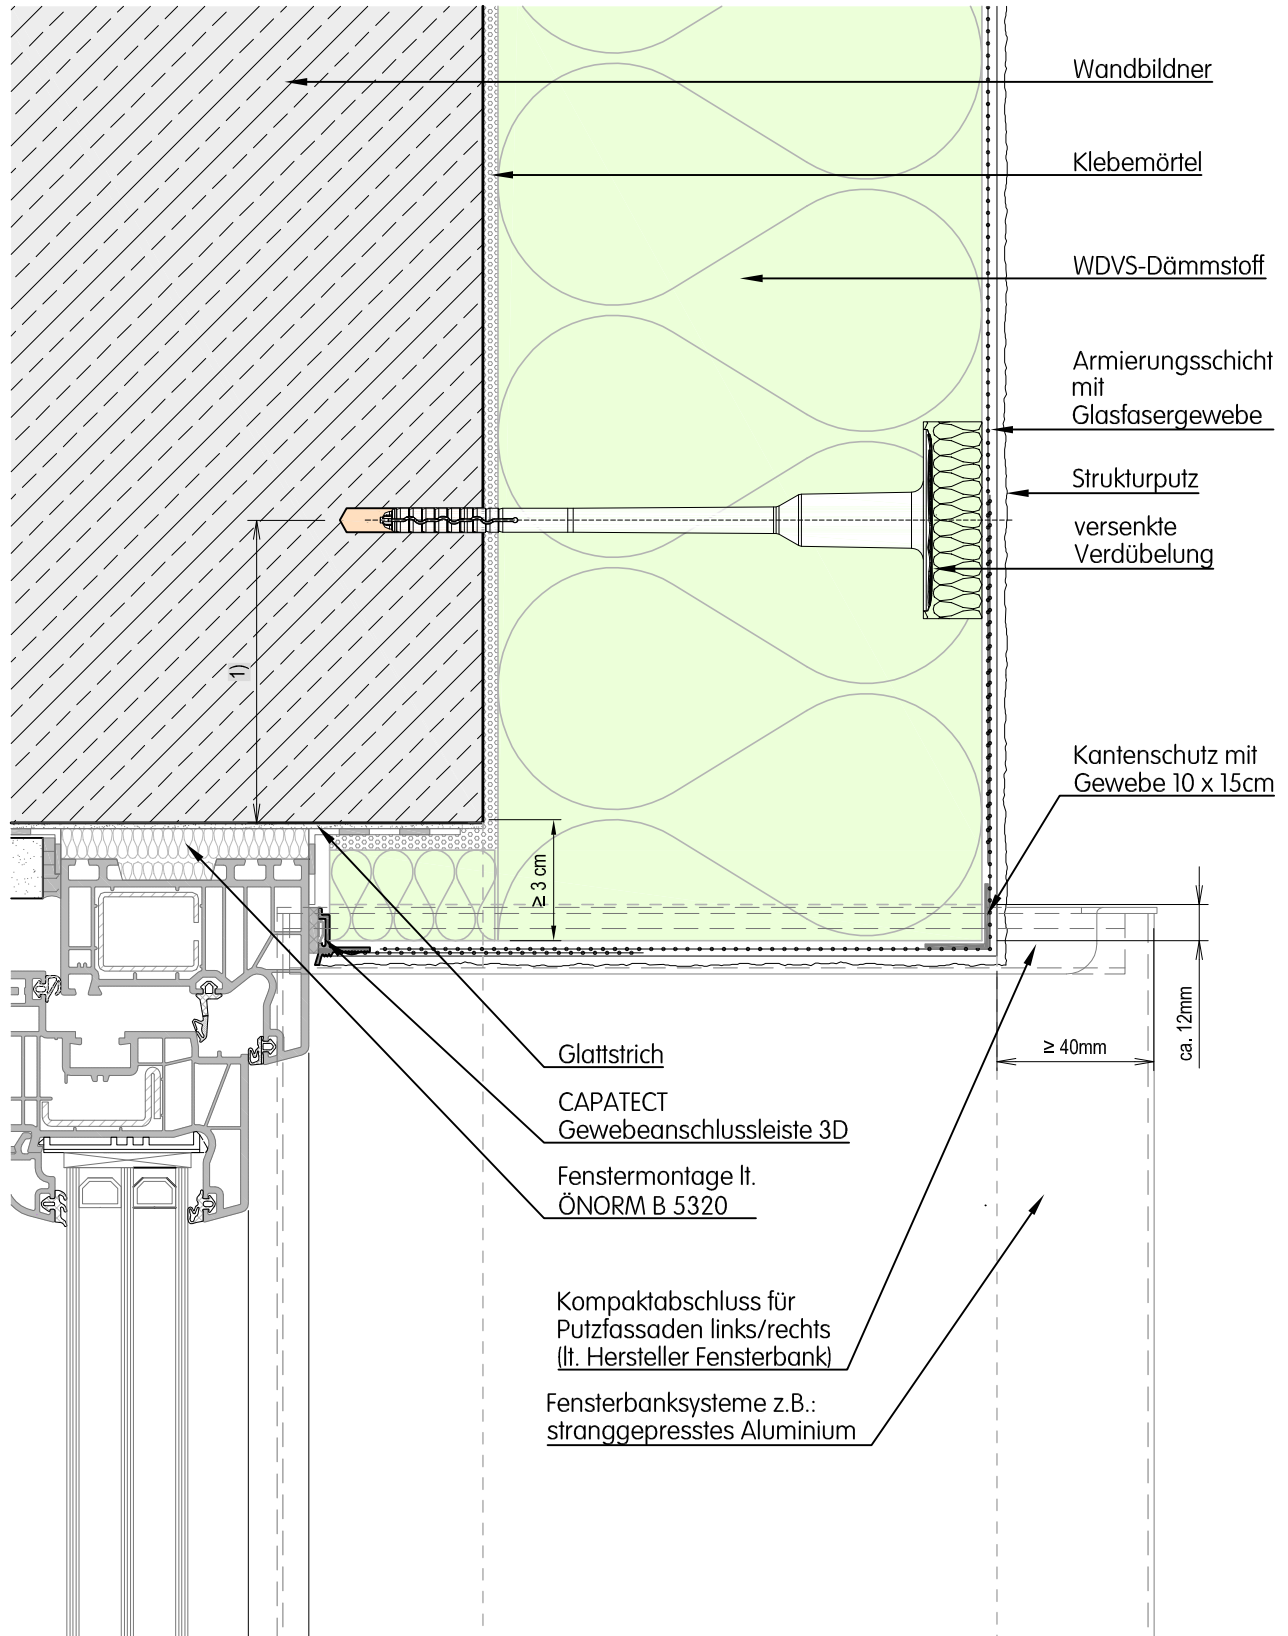 Wandbildner
Klebemörtel
WDVS-Dämmstoff
Armierungsschicht
mit
Glasfasergewebe
Strukturputz
versenkte
Verdübelung
1)
Kantenschutz mit
Gewebe 10 x 15cm
≥ 3 cm
ca. 12mm
≥ 40mm
Glattstrich
CAPATECT
Gewebeanschlussleiste 3D
Fenstermontage lt.
ÖNORM B 5320
Kompaktabschluss für
Putzfassaden links/rechts
(lt. Hersteller Fensterbank)
Fensterbanksysteme z.B.:
stranggepresstes Aluminium